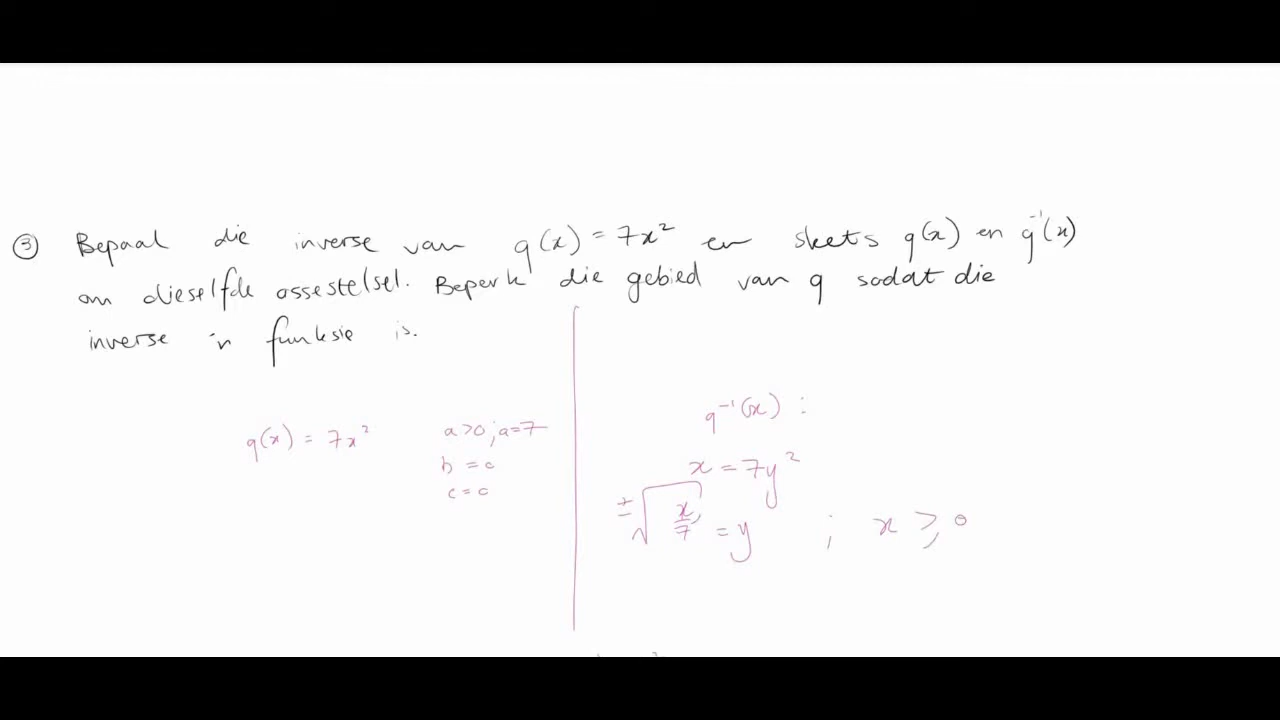 ③ Bepaal die inverse van q(x) = 7x² en skets q(x) en q⁻¹(x)
on dieselfde assestelsel. Beperk die gebied van q sodat die
inverse 'n funksie is.
q(x) = 7x²
a>0 ; a=7
b = 0
c = 0
q⁻¹(x) :
x = 7y²
±√(x/7) = y ; x ≥ 0